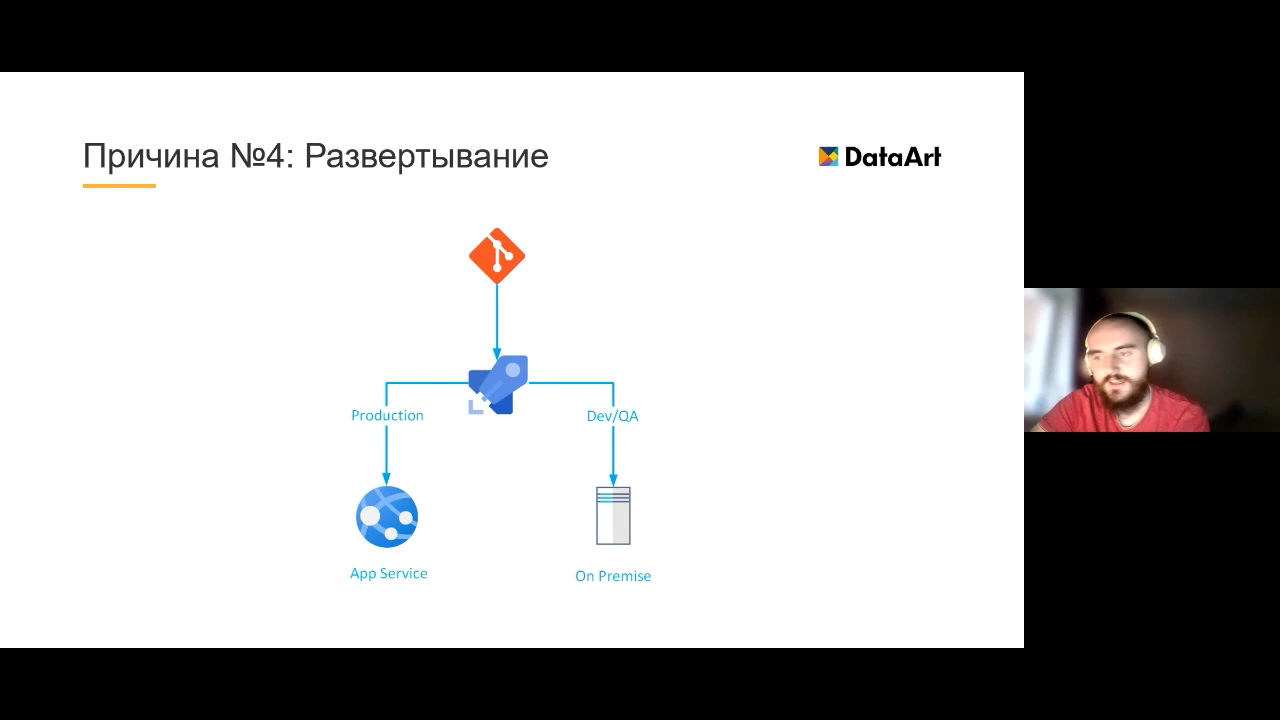 Причина №4: Развертывание
DataArt
Production
Dev/QA
App Service
On Premise